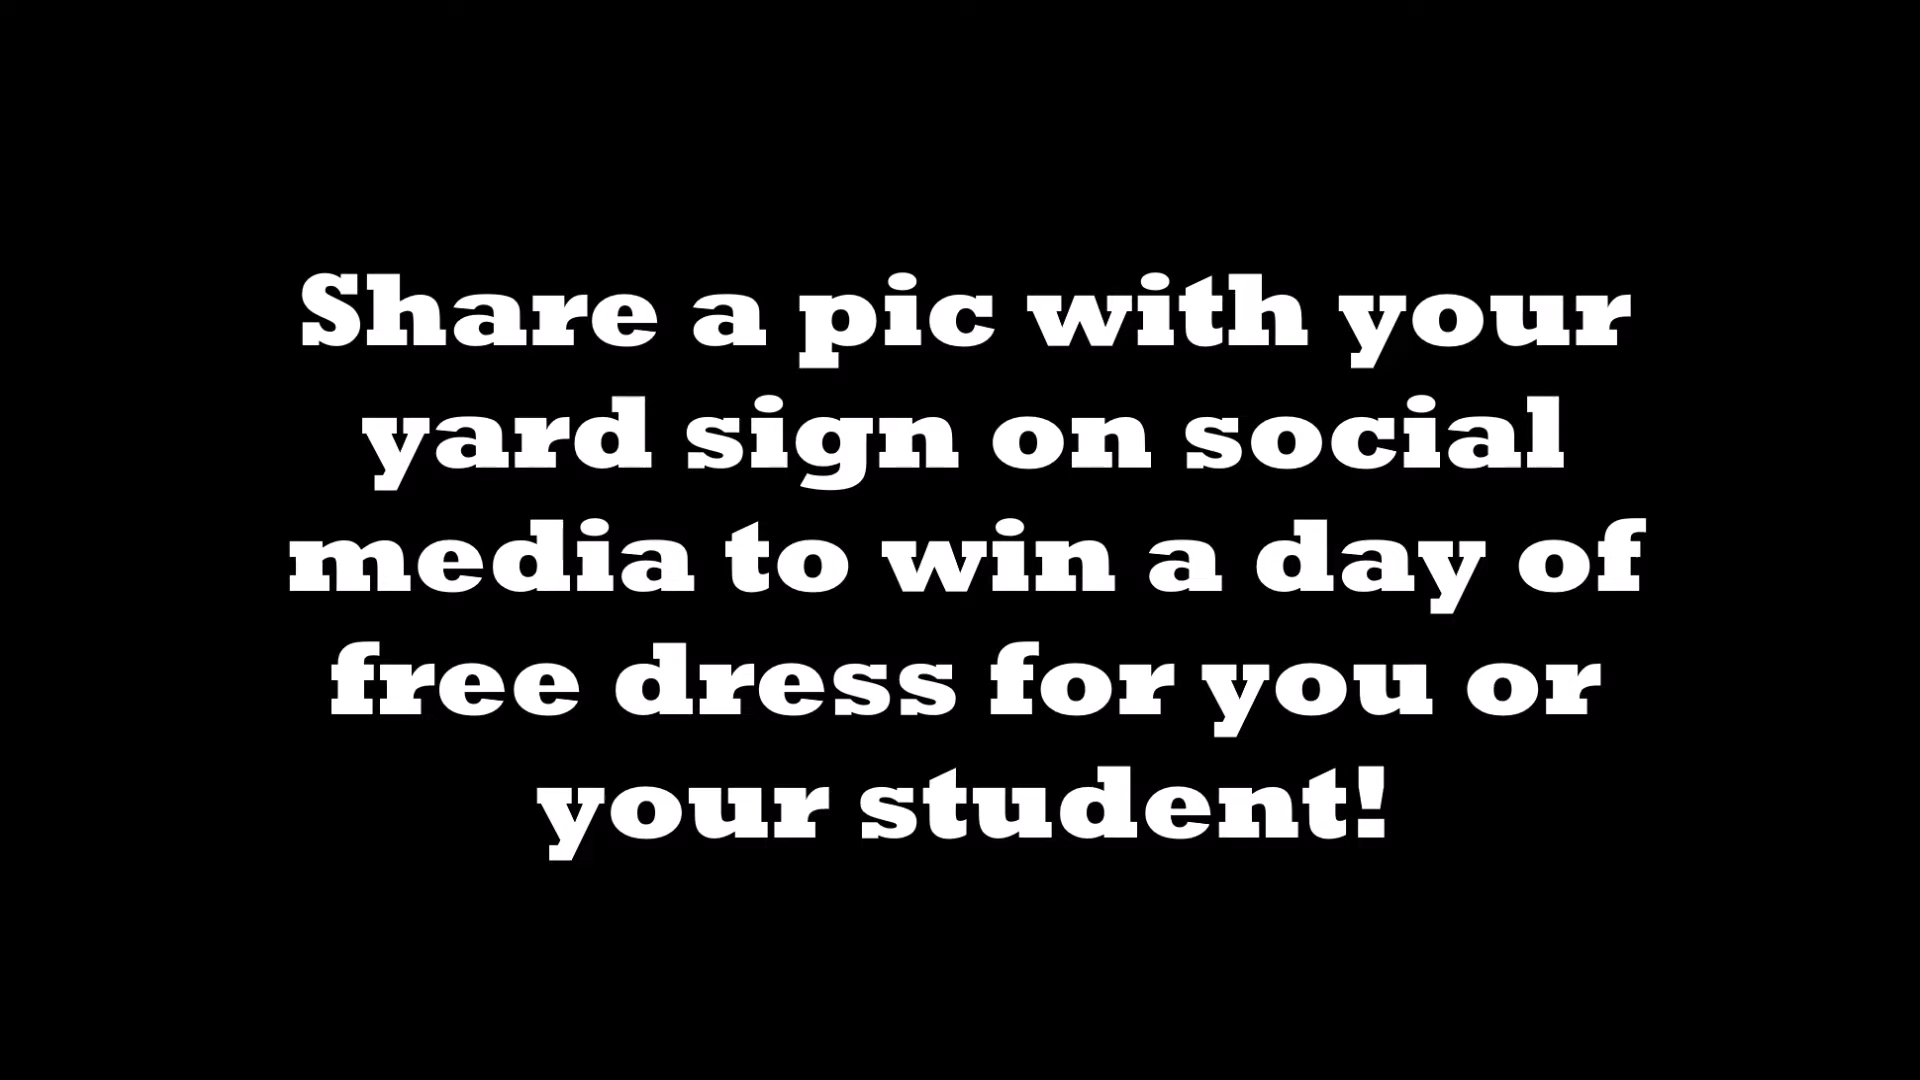 Share a pic with your
yard sign on social
media to win a day of
free dress for you or
your student!